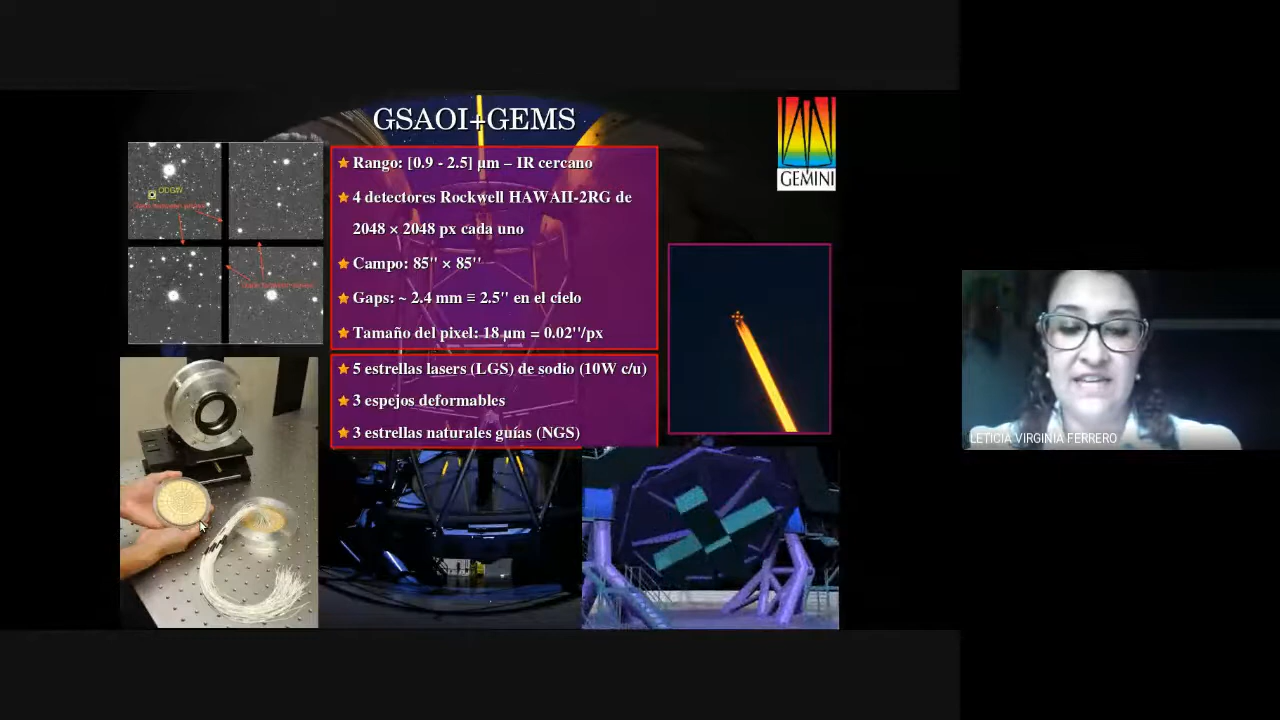 GSAOI+GEMS
GEMINI
Rango: [0.9 - 2.5] µm – IR cercano
4 detectores Rockwell HAWAII-2RG de
2048 × 2048 px cada uno
Campo: 85'' × 85''
Gaps: ~ 2.4 mm ≡ 2.5'' en el cielo
Tamaño del pixel: 18 µm = 0.02''/px
5 estrellas lasers (LGS) de sodio (10W c/u)
3 espejos deformables
3 estrellas naturales guías (NGS)
LETICIA VIRGINIA FERRERO